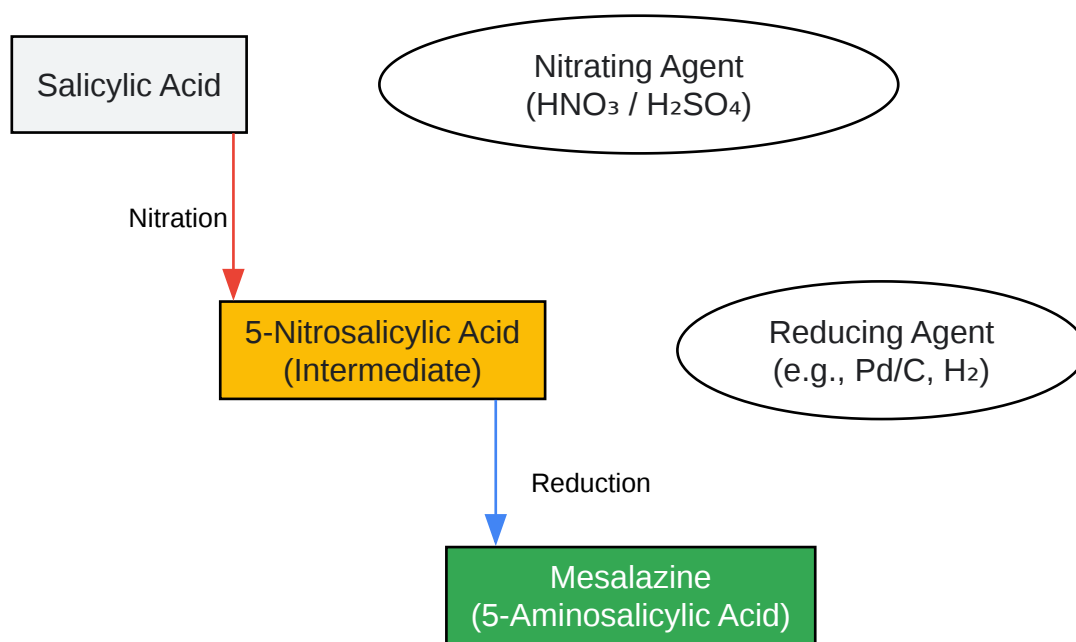 Salicylic Acid
Nitrating Agent
(HNO₃ / H₂SO₄)
Nitration
5-Nitrosalicylic Acid
(Intermediate)
Reducing Agent
(e.g., Pd/C, H₂)
Reduction
Mesalazine
(5-Aminosalicylic Acid)